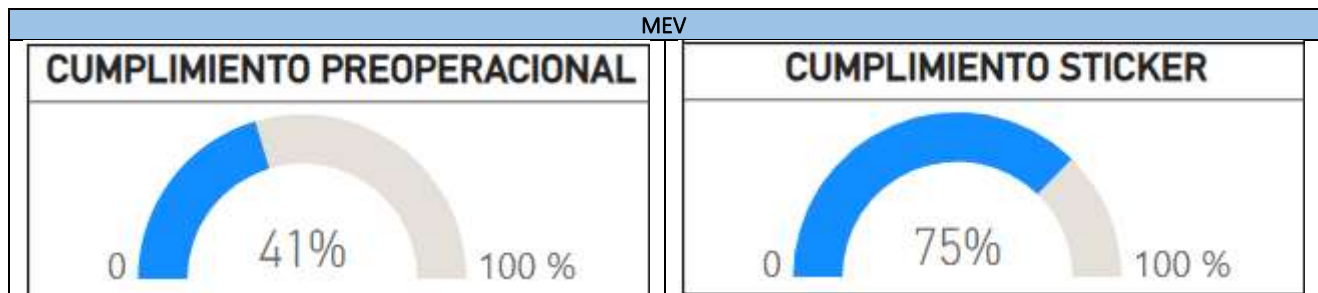 MEV
CUMPLIMIENTO PREOPERACIONAL
41%
0
100 %
CUMPLIMIENTO STICKER
75%
0
100 %